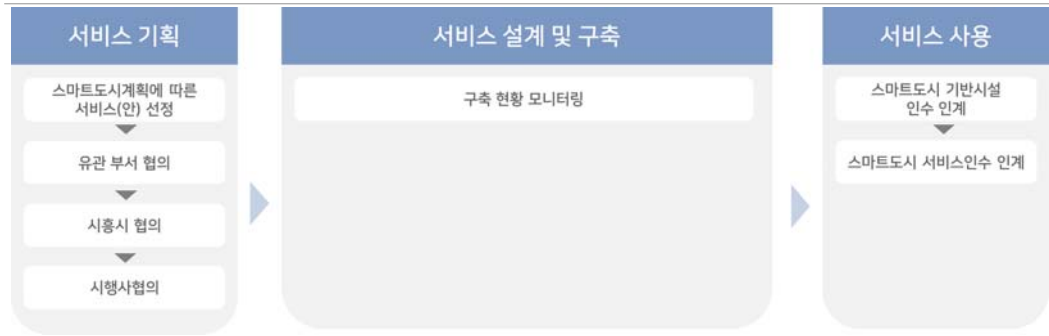 서비스 기획
스마트도시계획에 따른
서비스(안) 선정
유관 부서 협의
시흥시 협의
시행사협의
서비스 설계 및 구축
구축 현황 모니터링
서비스 사용
스마트도시 기반시설
인수 인계
스마트도시 서비스인수 인계